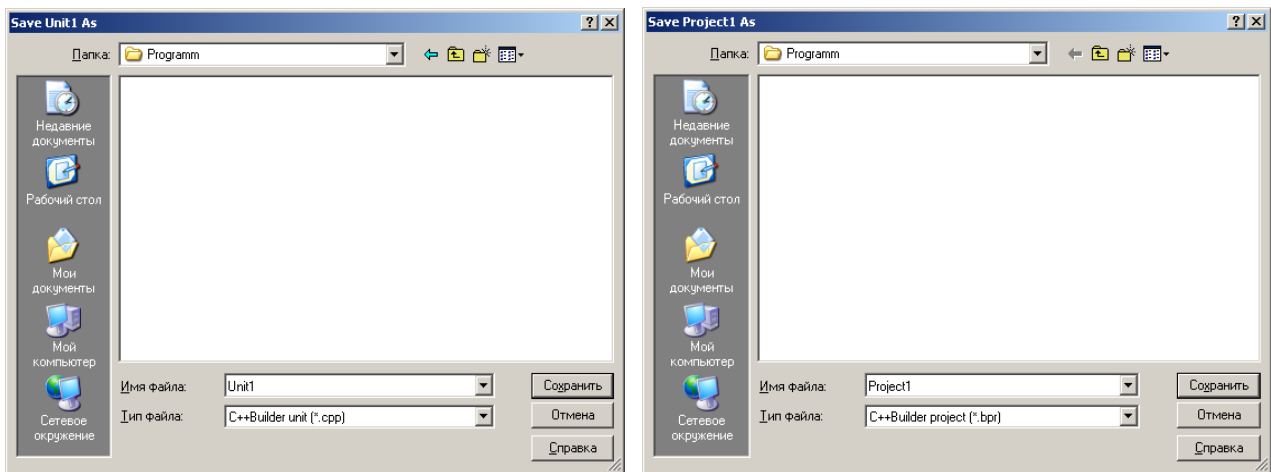 Save Unit1 As
Папка:
Programm
Недавние
документы
Рабочий стол
Мои
документы
Мой
компьютер
Сетевое
окружение
Имя файла:
Unit1
Сохранить
Тип файла:
C++Builder unit (*.cpp)
Отмена
Справка
Save Project1 As
Папка:
Programm
Недавние
документы
Рабочий стол
Мои
документы
Мой
компьютер
Сетевое
окружение
Имя файла:
Project1
Сохранить
Тип файла:
C++Builder project (*.bpr)
Отмена
Справка